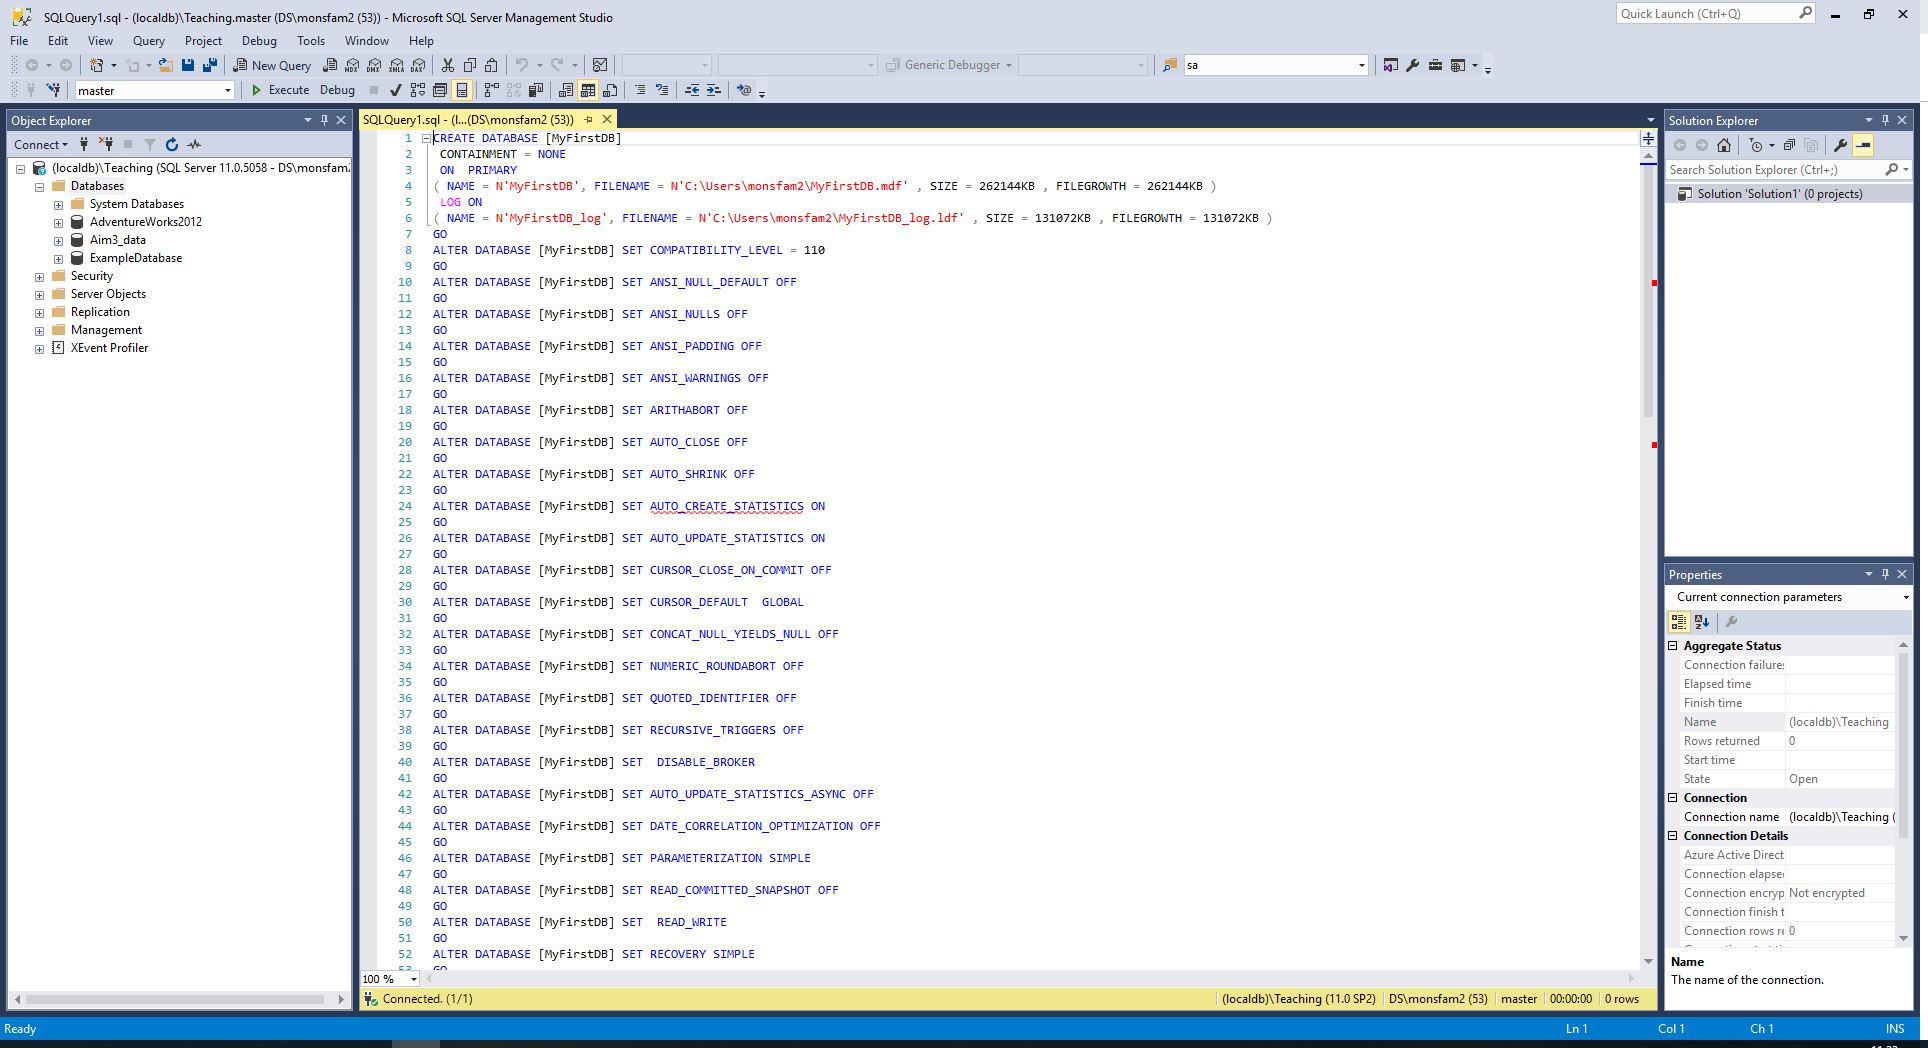 SQLQuery1.sql - (localdb)\Teaching.master (DS\monsfam2 (53)) - Microsoft SQL Server Management Studio
Quick Launch (Ctrl+Q)
File Edit View Query Project Debug Tools Window Help
New Query
MDX DMX XMLA DAX
Generic Debugger
sa
master
Execute Debug
Object Explorer
Connect
(localdb)\Teaching (SQL Server 11.0.5058 - DS\monsfam2
Databases
System Databases
AdventureWorks2012
Aim3_data
ExampleDatabase
Security
Server Objects
Replication
Management
XEvent Profiler
SQLQuery1.sql - (l...(DS\monsfam2 (53))
1 CREATE DATABASE [MyFirstDB]
2 CONTAINMENT = NONE
3 ON  PRIMARY
4 ( NAME = N'MyFirstDB', FILENAME = N'C:\Users\monsfam2\MyFirstDB.mdf' , SIZE = 262144KB , FILEGROWTH = 262144KB )
5 LOG ON
6 ( NAME = N'MyFirstDB_log', FILENAME = N'C:\Users\monsfam2\MyFirstDB_log.ldf' , SIZE = 131072KB , FILEGROWTH = 131072KB )
7 GO
8 ALTER DATABASE [MyFirstDB] SET COMPATIBILITY_LEVEL = 110
9 GO
10 ALTER DATABASE [MyFirstDB] SET ANSI_NULL_DEFAULT OFF
11 GO
12 ALTER DATABASE [MyFirstDB] SET ANSI_NULLS OFF
13 GO
14 ALTER DATABASE [MyFirstDB] SET ANSI_PADDING OFF
15 GO
16 ALTER DATABASE [MyFirstDB] SET ANSI_WARNINGS OFF
17 GO
18 ALTER DATABASE [MyFirstDB] SET ARITHABORT OFF
19 GO
20 ALTER DATABASE [MyFirstDB] SET AUTO_CLOSE OFF
21 GO
22 ALTER DATABASE [MyFirstDB] SET AUTO_SHRINK OFF
23 GO
24 ALTER DATABASE [MyFirstDB] SET AUTO_CREATE_STATISTICS ON
25 GO
26 ALTER DATABASE [MyFirstDB] SET AUTO_UPDATE_STATISTICS ON
27 GO
28 ALTER DATABASE [MyFirstDB] SET CURSOR_CLOSE_ON_COMMIT OFF
29 GO
30 ALTER DATABASE [MyFirstDB] SET CURSOR_DEFAULT  GLOBAL
31 GO
32 ALTER DATABASE [MyFirstDB] SET CONCAT_NULL_YIELDS_NULL OFF
33 GO
34 ALTER DATABASE [MyFirstDB] SET NUMERIC_ROUNDABORT OFF
35 GO
36 ALTER DATABASE [MyFirstDB] SET QUOTED_IDENTIFIER OFF
37 GO
38 ALTER DATABASE [MyFirstDB] SET RECURSIVE_TRIGGERS OFF
39 GO
40 ALTER DATABASE [MyFirstDB] SET  DISABLE_BROKER
41 GO
42 ALTER DATABASE [MyFirstDB] SET AUTO_UPDATE_STATISTICS_ASYNC OFF
43 GO
44 ALTER DATABASE [MyFirstDB] SET DATE_CORRELATION_OPTIMIZATION OFF
45 GO
46 ALTER DATABASE [MyFirstDB] SET PARAMETERIZATION SIMPLE
47 GO
48 ALTER DATABASE [MyFirstDB] SET READ_COMMITTED_SNAPSHOT OFF
49 GO
50 ALTER DATABASE [MyFirstDB] SET  READ_WRITE
51 GO
52 ALTER DATABASE [MyFirstDB] SET RECOVERY SIMPLE
53 GO
100 %
Connected. (1/1)
(localdb)\Teaching (11.0 SP2) DS\monsfam2 (53) master 00:00:00 0 rows
Solution Explorer
Search Solution Explorer (Ctrl+;)
Solution 'Solution1' (0 projects)
Properties
Current connection parameters
Aggregate Status
Connection failures
Elapsed time
Finish time
Name (localdb)\Teaching
Rows returned 0
Start time
State Open
Connection
Connection name (localdb)\Teaching (
Connection Details
Azure Active Direct
Connection elapsed
Connection encryp Not encrypted
Connection finish t
Connection rows re 0
Name
The name of the connection.
Ready
Ln 1 Col 1 Ch 1 INS